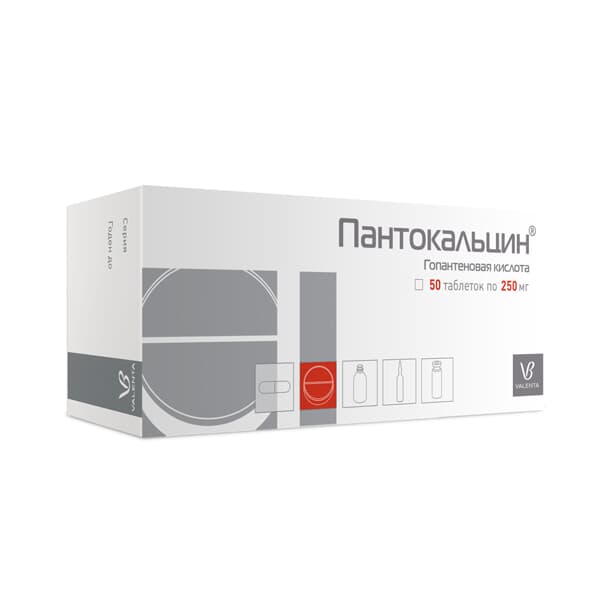 Серия
Годен до
VALENTA
Пантокальцин®
Гопантеновая кислота
50 таблеток по 250 мг
VALENTA